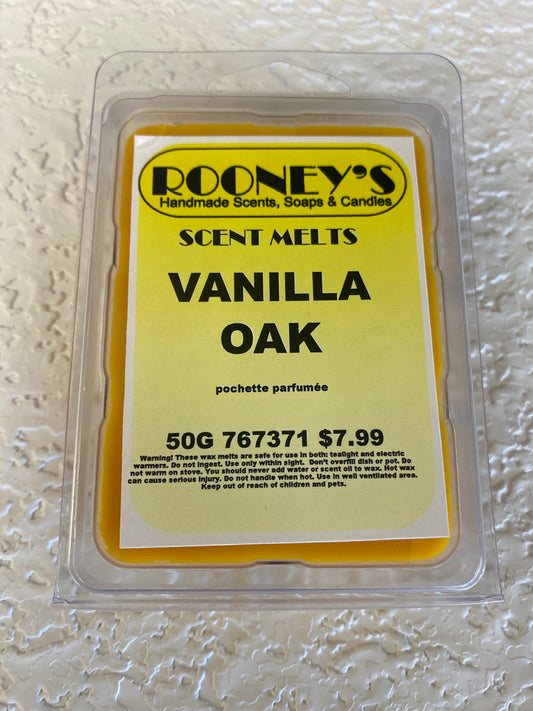 ROONEY'S
Handmade Scents, Soaps & Candles
SCENT MELTS
VANILLA
OAK
pochette parfumée
50G 767371 $7.99
Warning! These wax melts are safe for use in both: tealight and electric
warmers. Do not ingest. Use only within sight. Don't overfill dish or pot. Do
not warm on stove. You should never add water or scent oil to wax. Hot wax
can cause serious injury. Do not handle when hot. Use in well ventilated area.
Keep out of reach of children and pets.